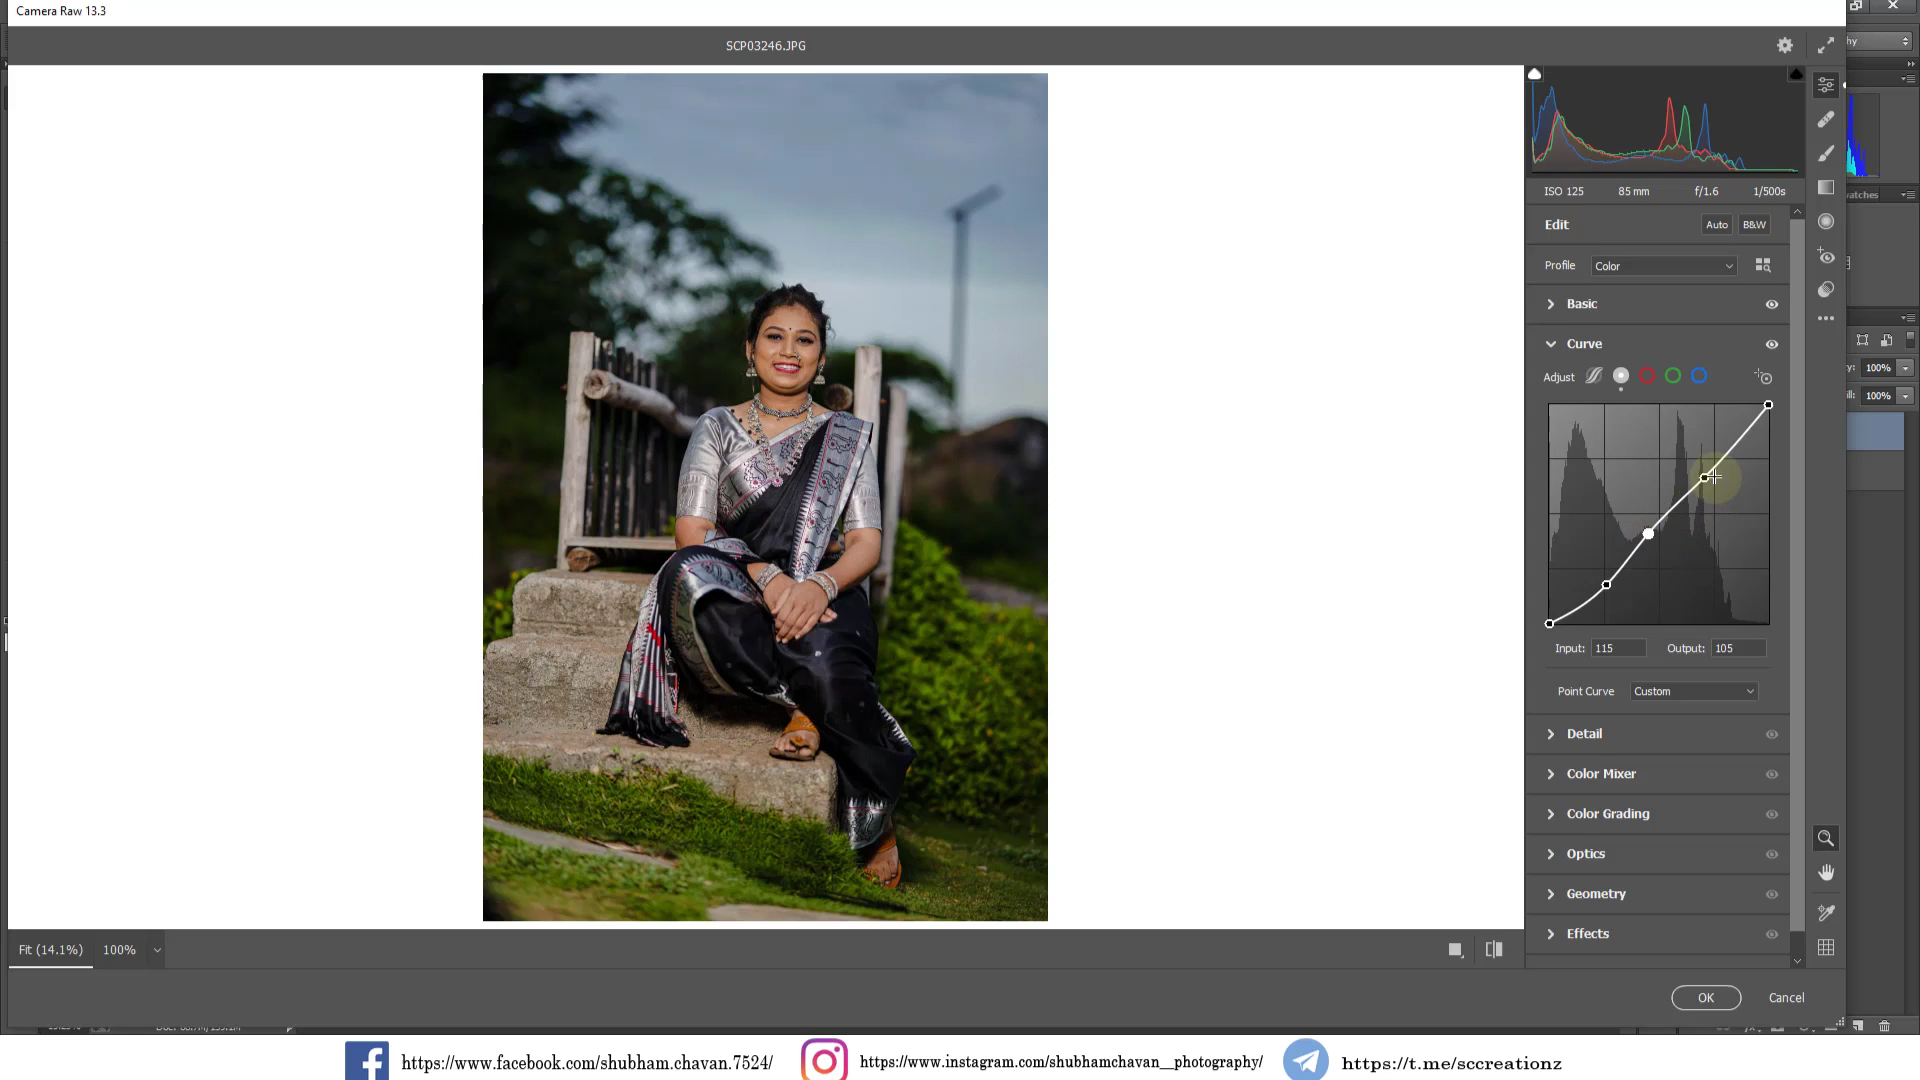 Camera Raw 13.3
SCP03246.JPG
hy
ISO 125 85 mm f/1.6 1/500s
Edit Auto B&W
Profile Color
Basic
Curve
Adjust
100%
100%
Input: 115 Output: 105
Point Curve Custom
Detail
Color Mixer
Color Grading
Optics
Geometry
Effects
Fit (14.1%) 100%
OK Cancel
https://www.facebook.com/shubham.chavan.7524/ https://www.instagram.com/shubhamchavan__photography/ https://t.me/sccreationz